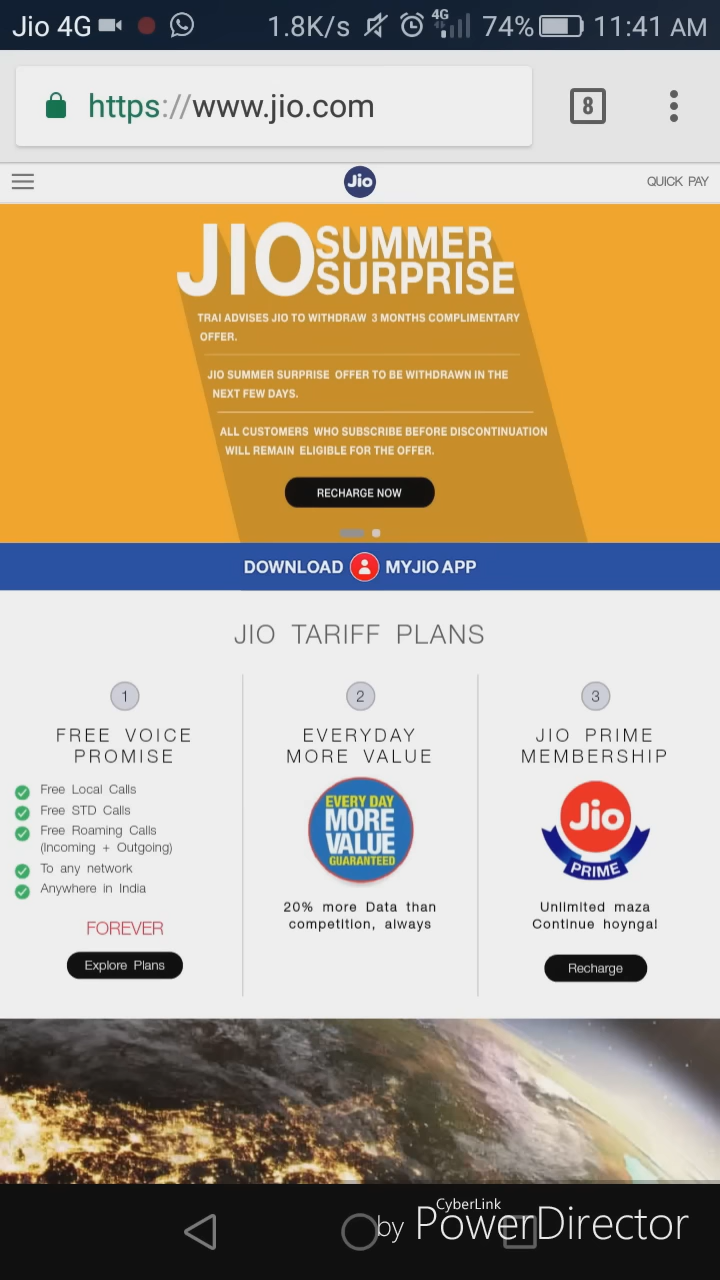 Jio 4G 1.8K/s 4G 74% 11:41 AM
https://www.jio.com 8
Jio QUICK PAY
JIO SUMMER
SURPRISE
TRAI ADVISES JIO TO WITHDRAW 3 MONTHS COMPLIMENTARY
OFFER.
JIO SUMMER SURPRISE OFFER TO BE WITHDRAWN IN THE
NEXT FEW DAYS.
ALL CUSTOMERS WHO SUBSCRIBE BEFORE DISCONTINUATION
WILL REMAIN ELIGIBLE FOR THE OFFER.
RECHARGE NOW
DOWNLOAD MYJIO APP
JIO TARIFF PLANS
1
FREE VOICE
PROMISE
Free Local Calls
Free STD Calls
Free Roaming Calls
(Incoming + Outgoing)
To any network
Anywhere in India
FOREVER
Explore Plans
2
EVERYDAY
MORE VALUE
EVERY DAY
MORE
VALUE
GUARANTEED
20% more Data than
competition, always
3
JIO PRIME
MEMBERSHIP
Jio
PRIME
Unlimited maza
Continue hoynga!
Recharge
CyberLink
by PowerDirector